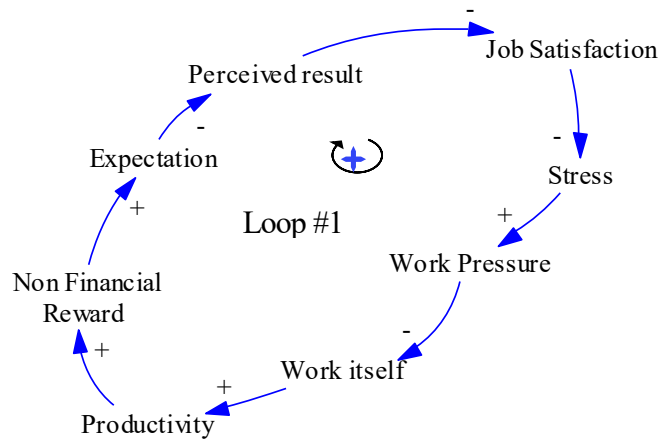 -
Job Satisfaction
Perceived result
-
-
Expectation
Stress
+
+
Loop #1
Work Pressure
Non Financial
Reward
-
+
Work itself
+
Productivity